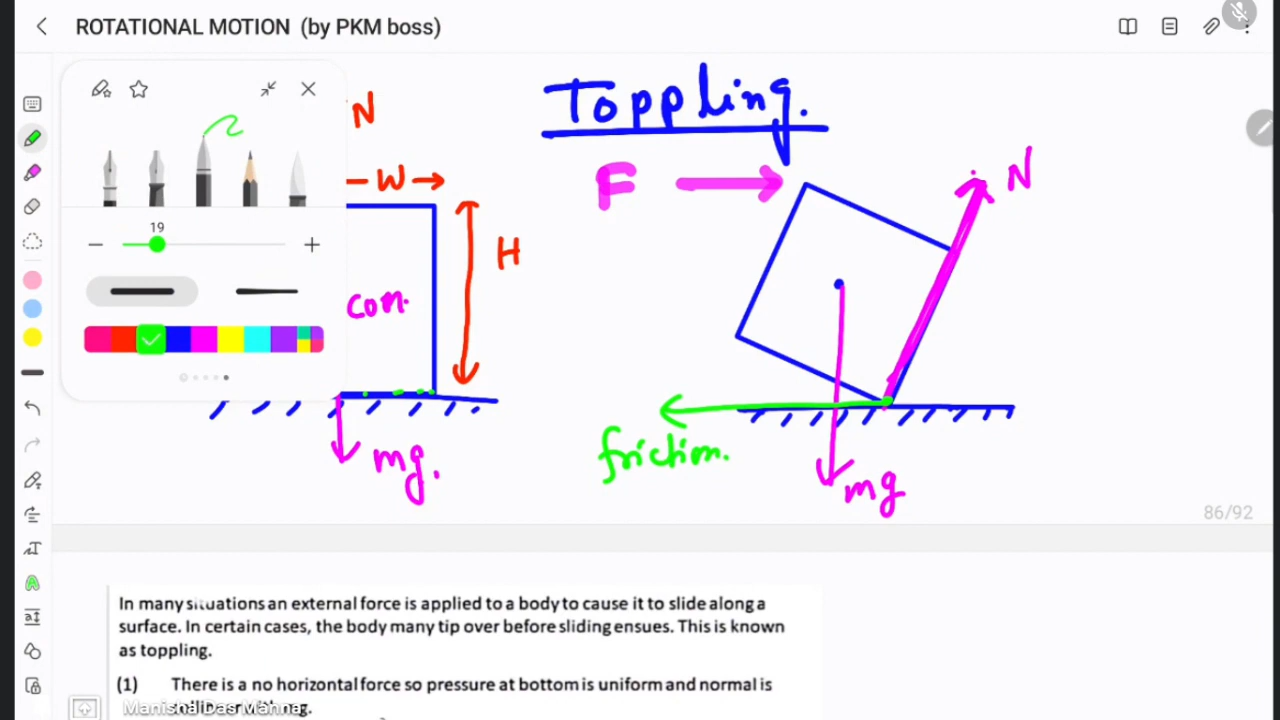 ROTATIONAL MOTION (by PKM boss)
Toppling.
N
W
F
N
19
H
com.
friction.
mg.
mg
86/92
In many situations an external force is applied to a body to cause it to slide along a
surface. In certain cases, the body many tip over before sliding ensues. This is known
as toppling.
(1) There is a no horizontal force so pressure at bottom is uniform and normal is
Manisha Das Mahna